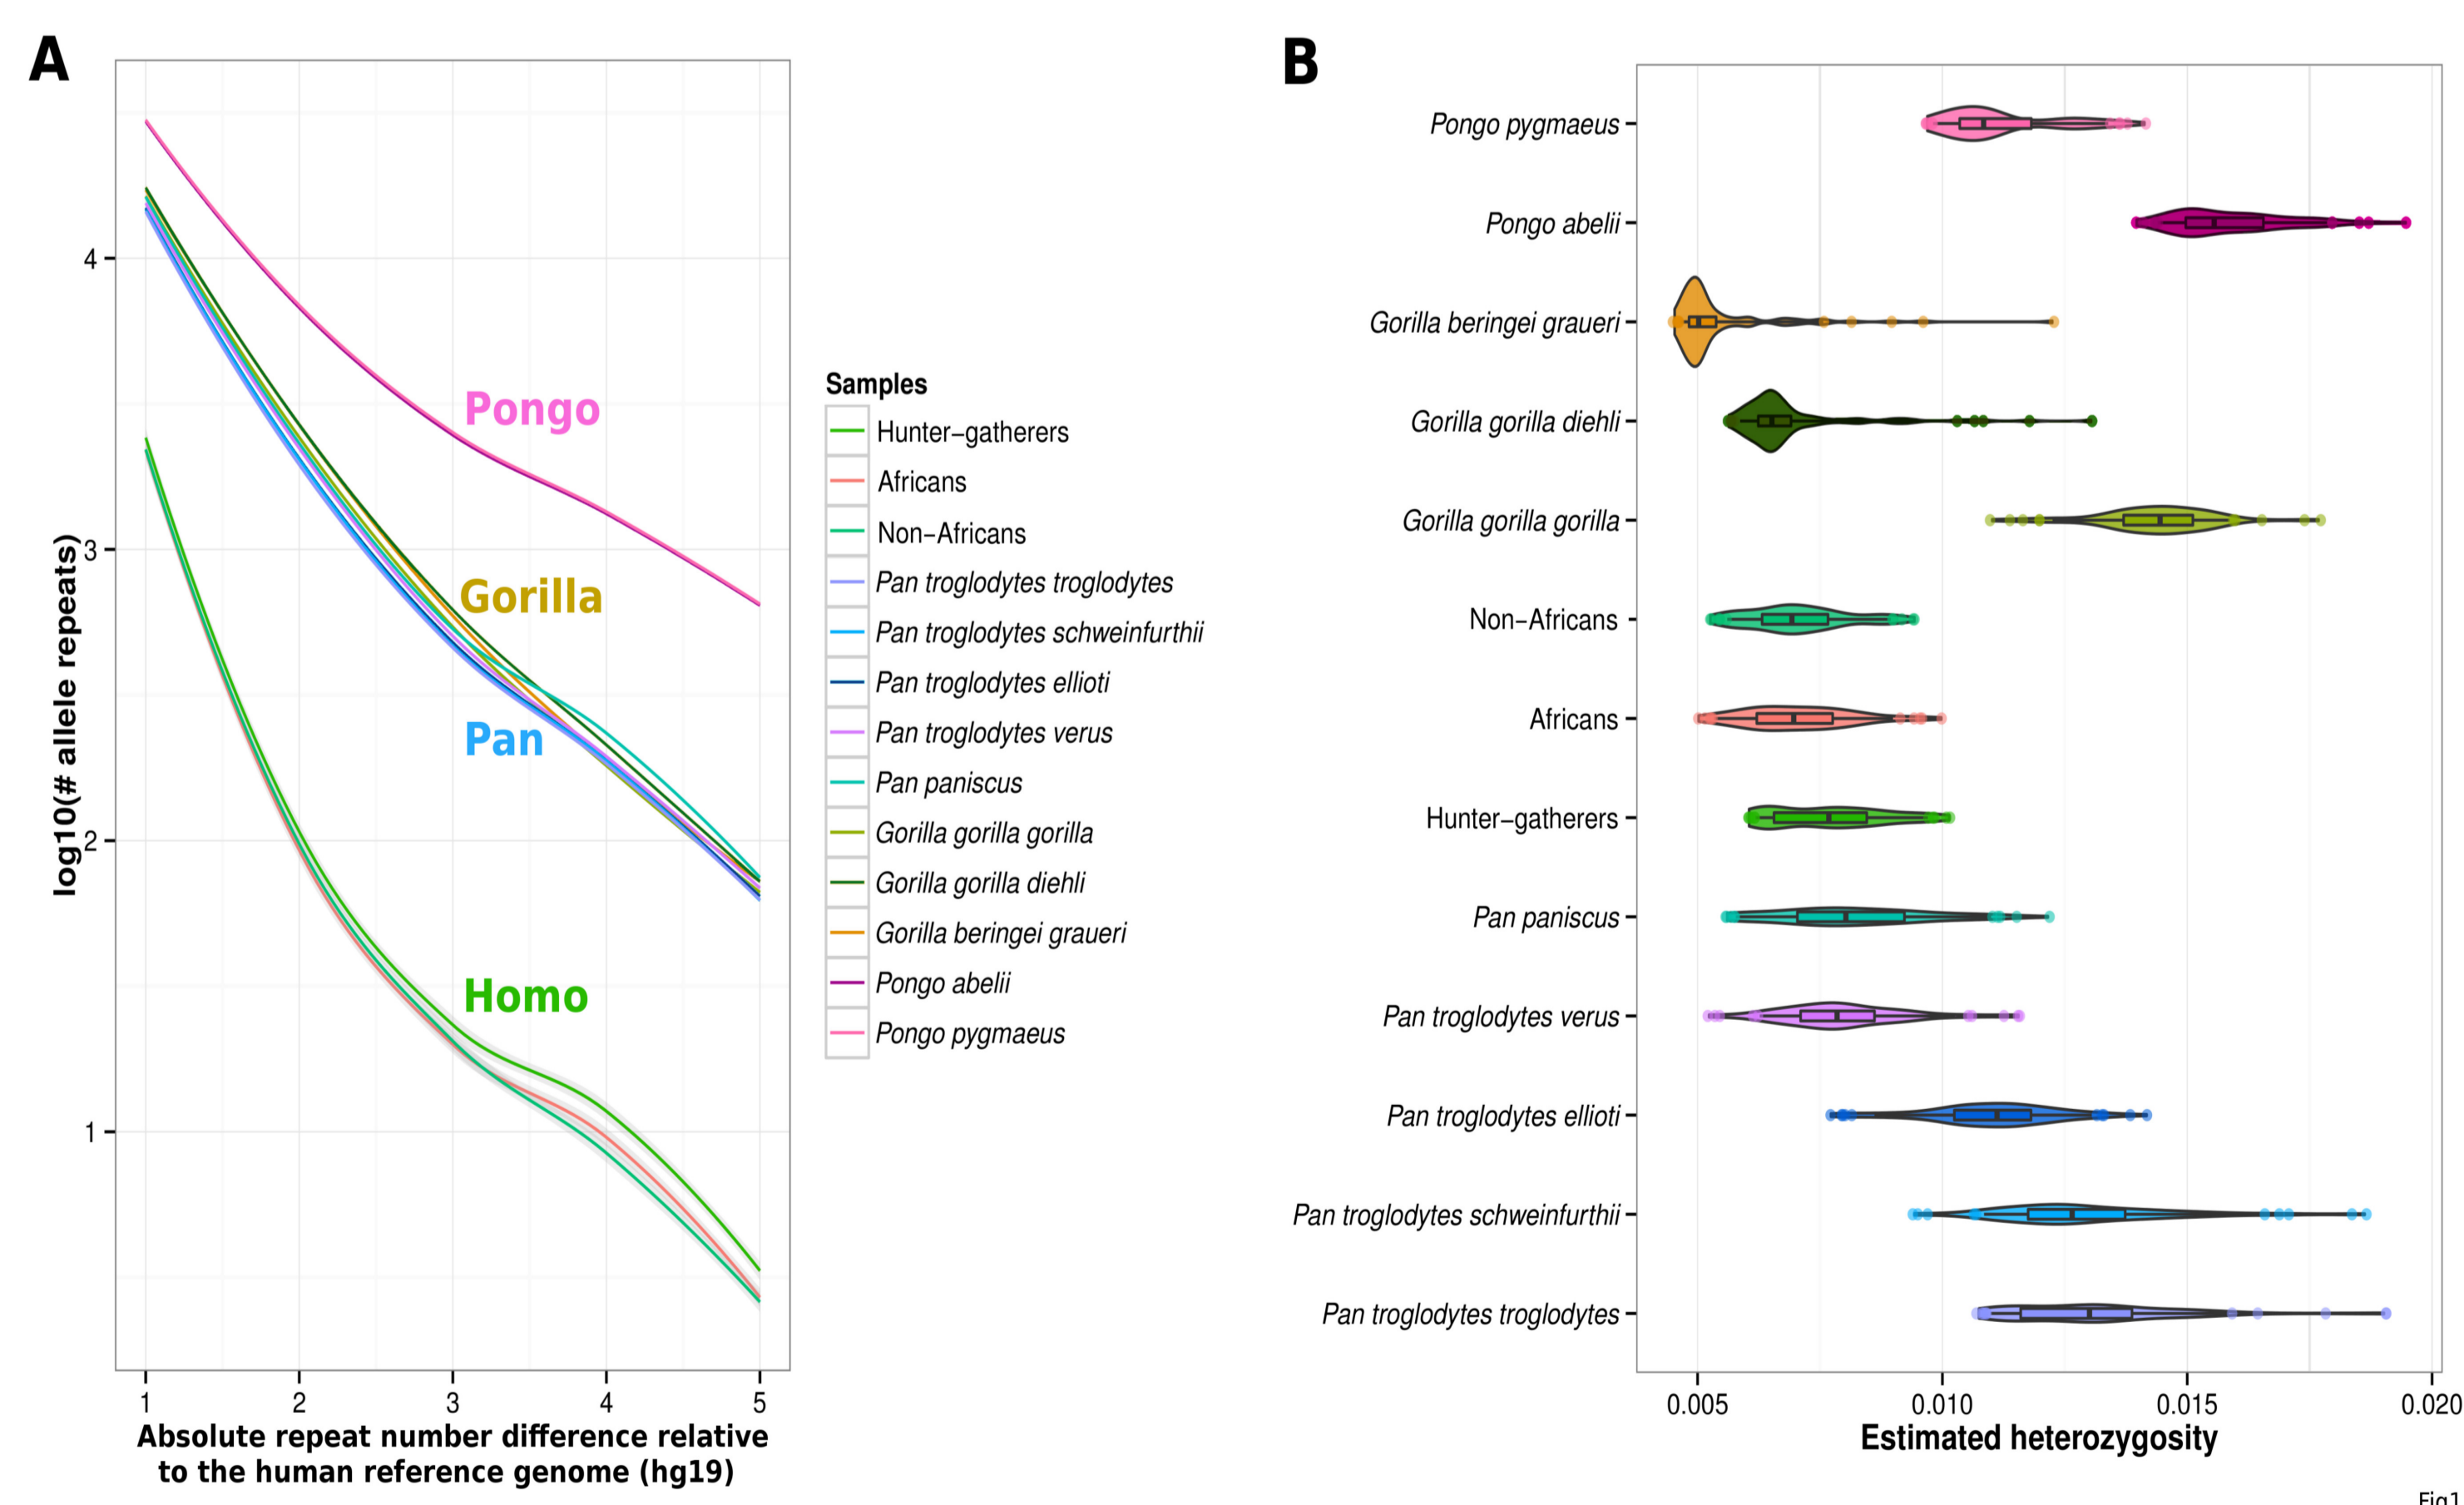 A
log10(# allele repeats)
4
3
2
1
Pongo
Gorilla
Pan
Homo
1 2 3 4 5
Absolute repeat number difference relative
to the human reference genome (hg19)
Samples
Hunter−gatherers
Africans
Non−Africans
Pan troglodytes troglodytes
Pan troglodytes schweinfurthii
Pan troglodytes ellioti
Pan troglodytes verus
Pan paniscus
Gorilla gorilla gorilla
Gorilla gorilla diehli
Gorilla beringei graueri
Pongo abelii
Pongo pygmaeus
B
Pongo pygmaeus
Pongo abelii
Gorilla beringei graueri
Gorilla gorilla diehli
Gorilla gorilla gorilla
Non−Africans
Africans
Hunter−gatherers
Pan paniscus
Pan troglodytes verus
Pan troglodytes ellioti
Pan troglodytes schweinfurthii
Pan troglodytes troglodytes
0.005 0.010 0.015 0.020
Estimated heterozygosity
Fig1